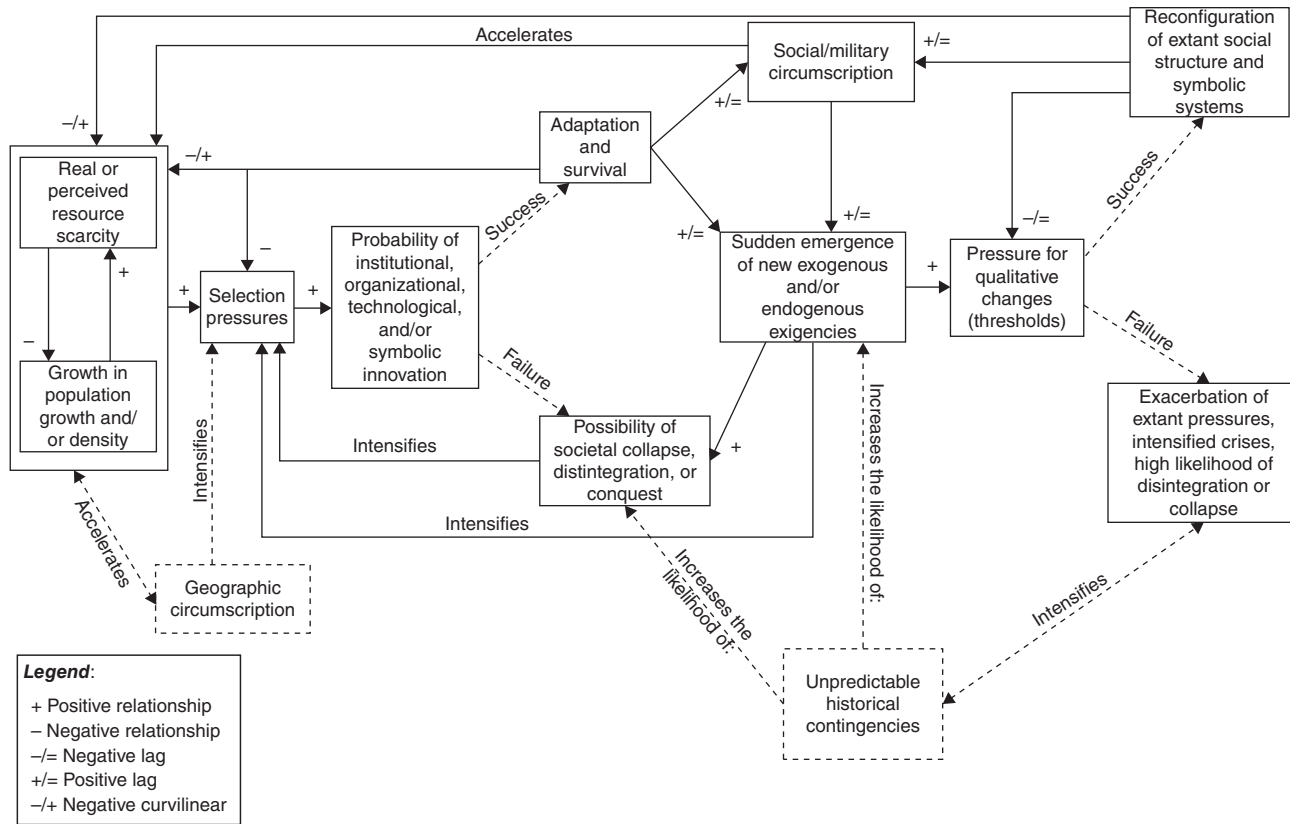 Accelerates
+/=
Social/military
circumscription
Reconfiguration
of extant social
structure and
symbolic
systems
–/+
+/=
Adaptation
and
survival
–/+
Real or
perceived
resource
scarcity
Success
Success
–
+/=
+/=
–/=
Probability of
institutional,
organizational,
technological,
and/or
symbolic
innovation
Sudden emergence
of new exogenous
and/or
endogenous
exigencies
Pressure for
qualitative
changes
(thresholds)
+
+
Selection
pressures
+
+
–
Growth in
population
growth and/
or density
Failure
Failure
Possibility of
societal collapse,
distintegration, or
conquest
+
Exacerbation of
extant pressures,
intensified crises,
high likelihood of
disintegration or
collapse
Intensifies
Intensifies
Intensifies
Increases the likelihood of:
Accelerates
Geographic
circumscription
Increases the
likelihood of:
Intensifies
Unpredictable
historical
contingencies
Legend:
+ Positive relationship
– Negative relationship
–/= Negative lag
+/= Positive lag
–/+ Negative curvilinear